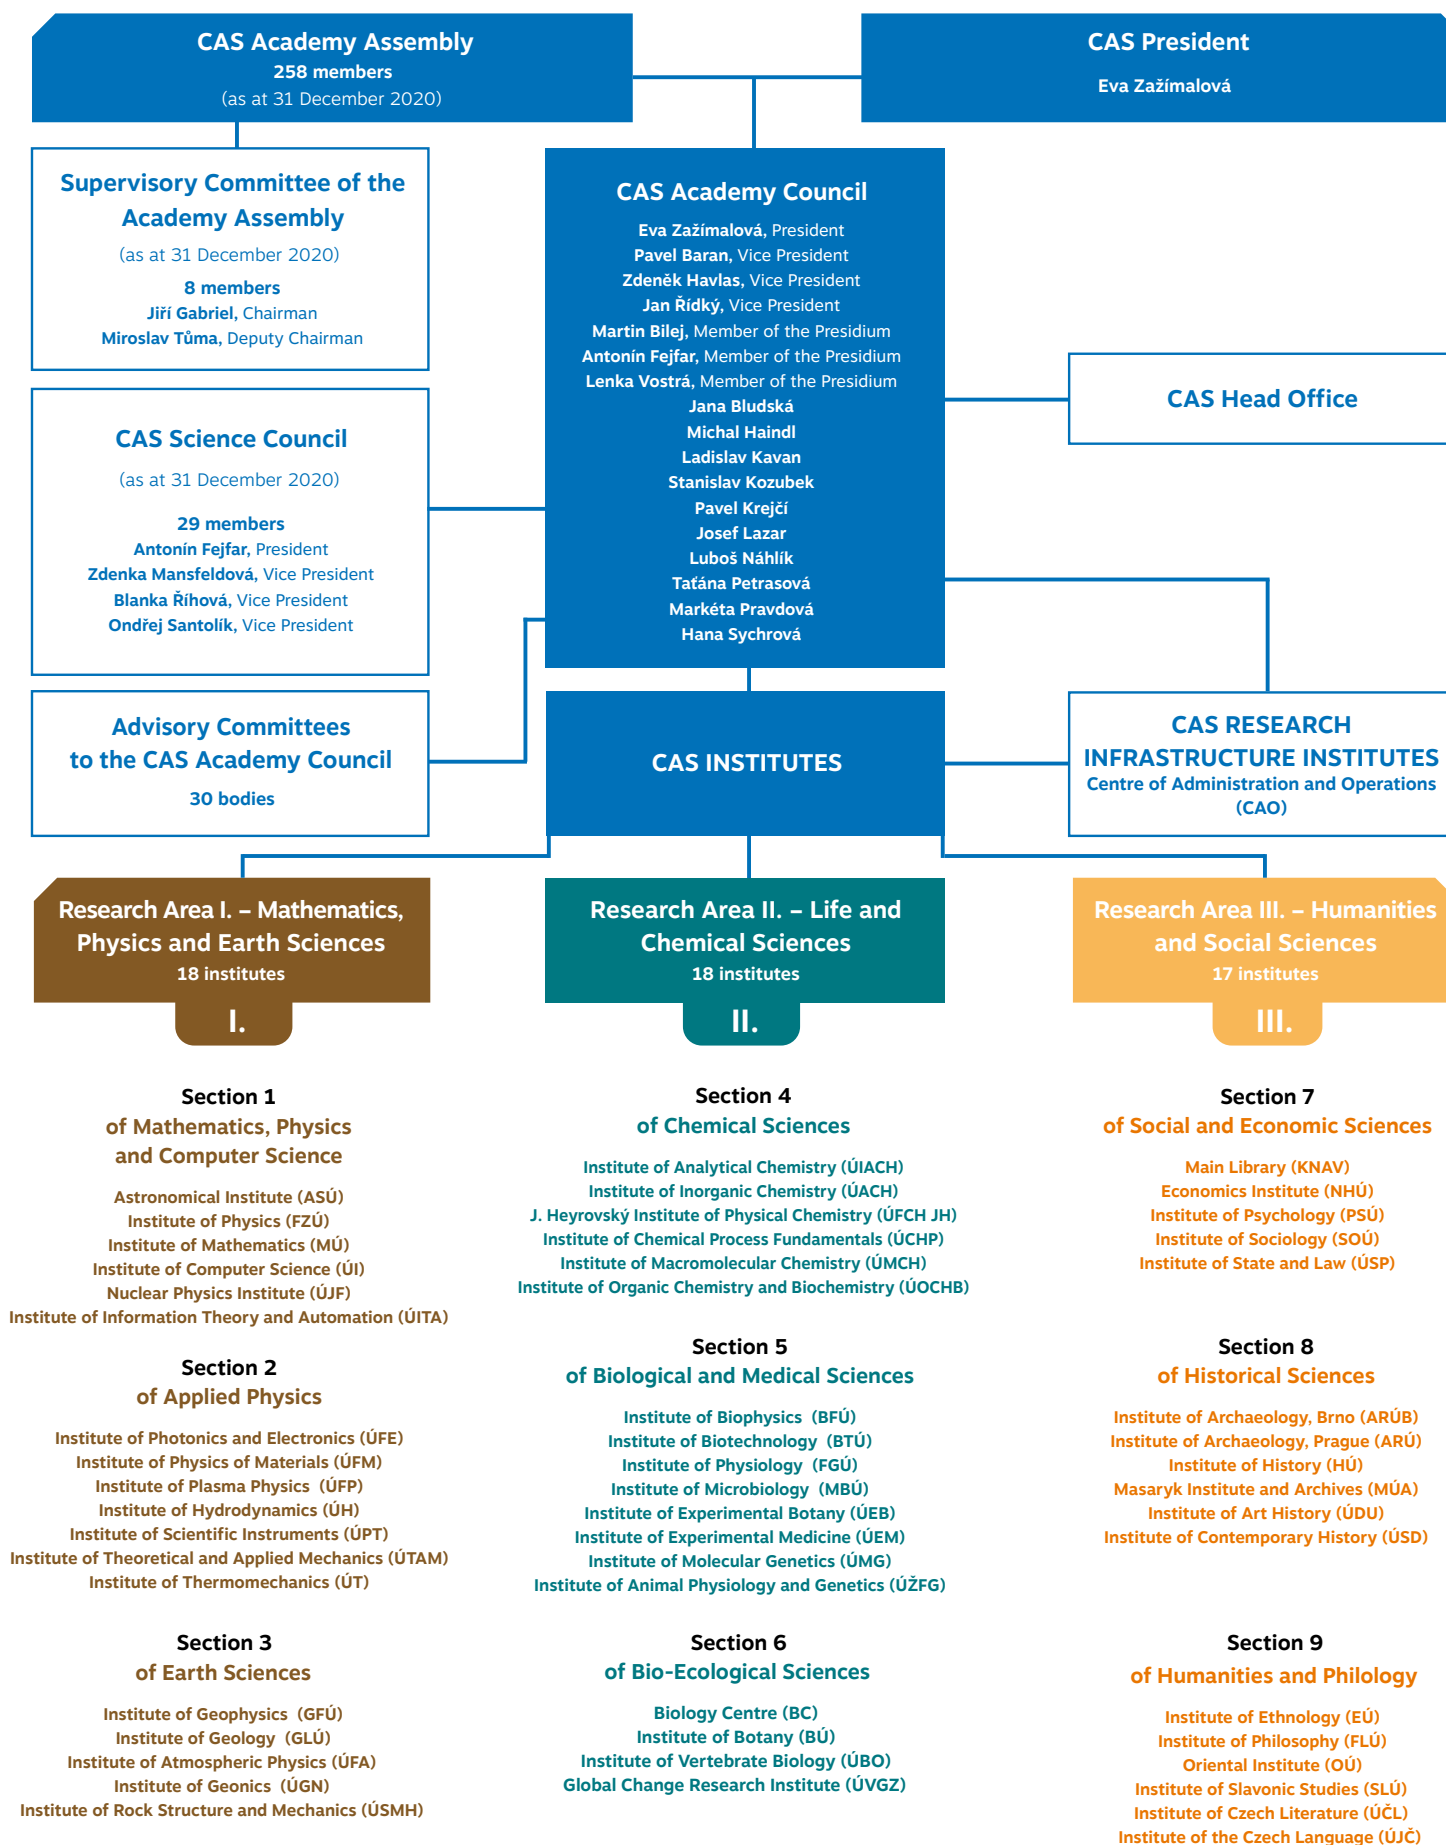 CAS Academy Assembly
258 members
(as at 31 December 2020)
CAS President
Eva Zažímalová
Supervisory Committee of the
Academy Assembly
(as at 31 December 2020)
8 members
Jiří Gabriel, Chairman
Miroslav Tůma, Deputy Chairman
CAS Science Council
(as at 31 December 2020)
29 members
Antonín Fejfar, President
Zdenka Mansfeldová, Vice President
Blanka Říhová, Vice President
Ondřej Santolík, Vice President
Advisory Committees
to the CAS Academy Council
30 bodies
CAS Academy Council
Eva Zažímalová, President
Pavel Baran, Vice President
Zdeněk Havlas, Vice President
Jan Řídký, Vice President
Martin Bilej, Member of the Presidium
Antonín Fejfar, Member of the Presidium
Lenka Vostrá, Member of the Presidium
Jana Bludská
Michal Haindl
Ladislav Kavan
Stanislav Kozubek
Pavel Krejčí
Josef Lazar
Luboš Náhlík
Taťána Petrasová
Markéta Pravdová
Hana Sychrová
CAS Head Office
CAS INSTITUTES
CAS RESEARCH
INFRASTRUCTURE INSTITUTES
Centre of Administration and Operations
(CAO)
Research Area I. – Mathematics,
Physics and Earth Sciences
18 institutes
I.
Section 1
of Mathematics, Physics
and Computer Science
Astronomical Institute (ASÚ)
Institute of Physics (FZÚ)
Institute of Mathematics (MÚ)
Institute of Computer Science (ÚI)
Nuclear Physics Institute (ÚJF)
Institute of Information Theory and Automation (ÚITA)
Section 2
of Applied Physics
Institute of Photonics and Electronics (ÚFE)
Institute of Physics of Materials (ÚFM)
Institute of Plasma Physics (ÚFP)
Institute of Hydrodynamics (ÚH)
Institute of Scientific Instruments (ÚPT)
Institute of Theoretical and Applied Mechanics (ÚTAM)
Institute of Thermomechanics (ÚT)
Section 3
of Earth Sciences
Institute of Geophysics (GFÚ)
Institute of Geology (GLÚ)
Institute of Atmospheric Physics (ÚFA)
Institute of Geonics (ÚGN)
Institute of Rock Structure and Mechanics (ÚSMH)
Research Area II. – Life and
Chemical Sciences
18 institutes
II.
Section 4
of Chemical Sciences
Institute of Analytical Chemistry (ÚIACH)
Institute of Inorganic Chemistry (ÚACH)
J. Heyrovský Institute of Physical Chemistry (ÚFCH JH)
Institute of Chemical Process Fundamentals (ÚCHP)
Institute of Macromolecular Chemistry (ÚMCH)
Institute of Organic Chemistry and Biochemistry (ÚOCHB)
Section 5
of Biological and Medical Sciences
Institute of Biophysics (BFÚ)
Institute of Biotechnology (BTÚ)
Institute of Physiology (FGÚ)
Institute of Microbiology (MBÚ)
Institute of Experimental Botany (ÚEB)
Institute of Experimental Medicine (ÚEM)
Institute of Molecular Genetics (ÚMG)
Institute of Animal Physiology and Genetics (ÚŽFG)
Section 6
of Bio-Ecological Sciences
Biology Centre (BC)
Institute of Botany (BÚ)
Institute of Vertebrate Biology (ÚBO)
Global Change Research Institute (ÚVGZ)
Research Area III. – Humanities
and Social Sciences
17 institutes
III.
Section 7
of Social and Economic Sciences
Main Library (KNAV)
Economics Institute (NHÚ)
Institute of Psychology (PSÚ)
Institute of Sociology (SOÚ)
Institute of State and Law (ÚSP)
Section 8
of Historical Sciences
Institute of Archaeology, Brno (ARÚB)
Institute of Archaeology, Prague (ARÚ)
Institute of History (HÚ)
Masaryk Institute and Archives (MÚA)
Institute of Art History (ÚDU)
Institute of Contemporary History (ÚSD)
Section 9
of Humanities and Philology
Institute of Ethnology (EÚ)
Institute of Philosophy (FLÚ)
Oriental Institute (OÚ)
Institute of Slavonic Studies (SLÚ)
Institute of Czech Literature (ÚČL)
Institute of the Czech Language (ÚJČ)